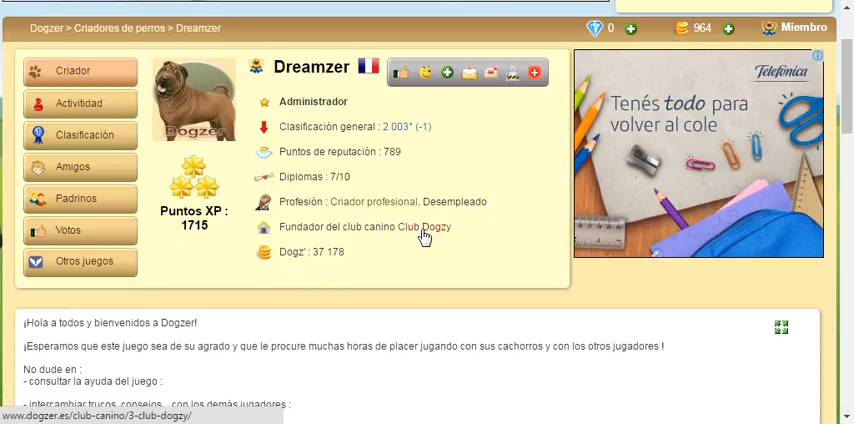 Dogzer > Criadores de perros > Dreamzer
0
964
Miembro
Criador
Actividad
Clasificación
Amigos
Padrinos
Votos
Otros juegos
Dogzer
Puntos XP :
1715
Dreamzer
Administrador
Clasificación general : 2 003° (-1)
Puntos de reputación : 789
Diplomas : 7/10
Profesión : Criador profesional. Desempleado
Fundador del club canino Club Dogzy
Dogz' : 37 178
Telefónica
Tenés todo para
volver al cole
¡Hola a todos y bienvenidos a Dogzer!
¡Esperamos que este juego sea de su agrado y que le procure muchas horas de placer jugando con sus cachorros y con los otros jugadores !
No dude en :
- consultar la ayuda del juego :
- intercambiar trucos, consejos... con los demás jugadores :
www.dogzer.es/club-canino/3-club-dogzy/